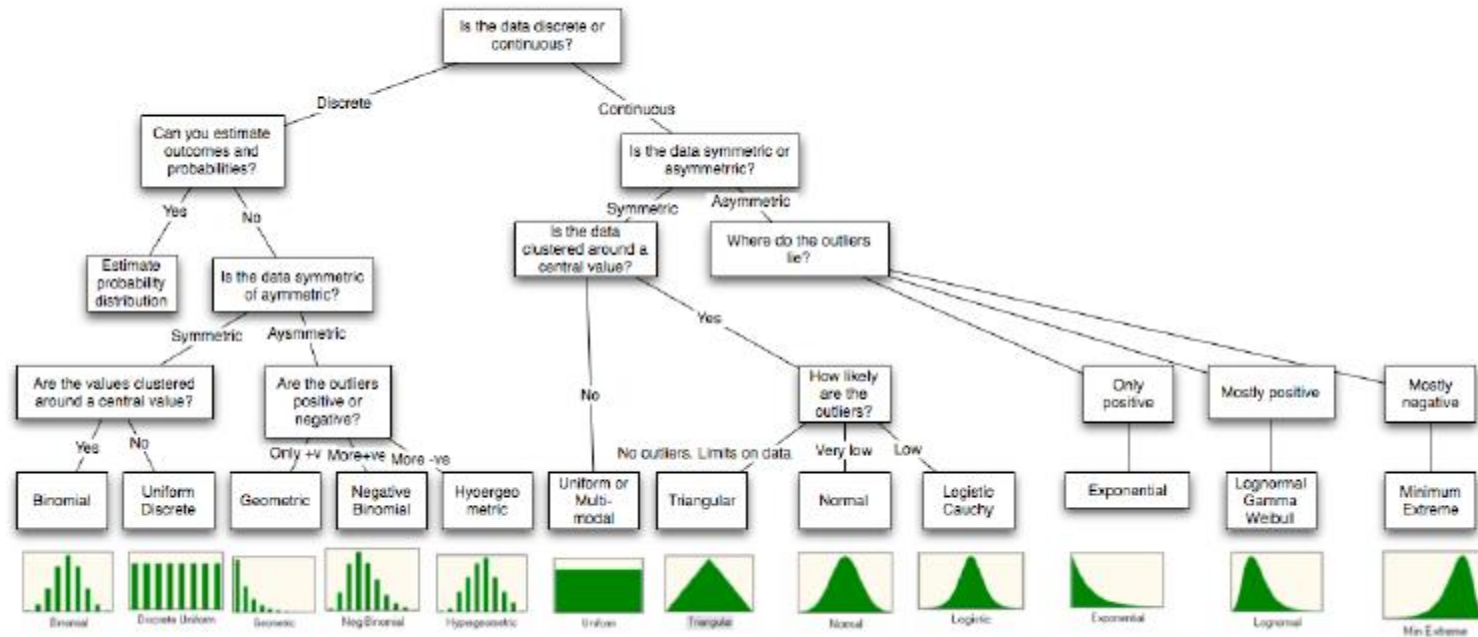 Is the data discrete or
continuous?
Discrete
Continuous
Can you estimate
outcomes and
probabilities?
Is the data symmetric or
asymmetrric?
Yes
No
Symmetric
Asymmetric
Is the data
clustered around a
central value?
Where do the outliers
lie?
Estimate
probability
distribution
Is the data symmetric
of aymmetric?
Yes
Symmetric
Aysmmetric
Are the values clustered
around a central value?
Are the outliers
positive or
negative?
No
How likely
are the
outliers?
Only
positive
Mostly positive
Mostly
negative
Yes
No
Only +v
More+ve
More -ve
No outliers. Limits on data
Very low
Low
Binomial
Uniform
Discrete
Geometric
Negative
Binomial
Hyoergeo
metric
Uniform or
Multi-
modal
Triangular
Normal
Logistic
Cauchy
Exponential
Lognormal
Gamma
Weibull
Minimum
Extreme
Binomial
Discrete Uniform
Geometric
Neg Binomial
Hypergeometric
Uniform
Triangular
Normal
Logistic
Exponential
Lognormal
Min Extreme